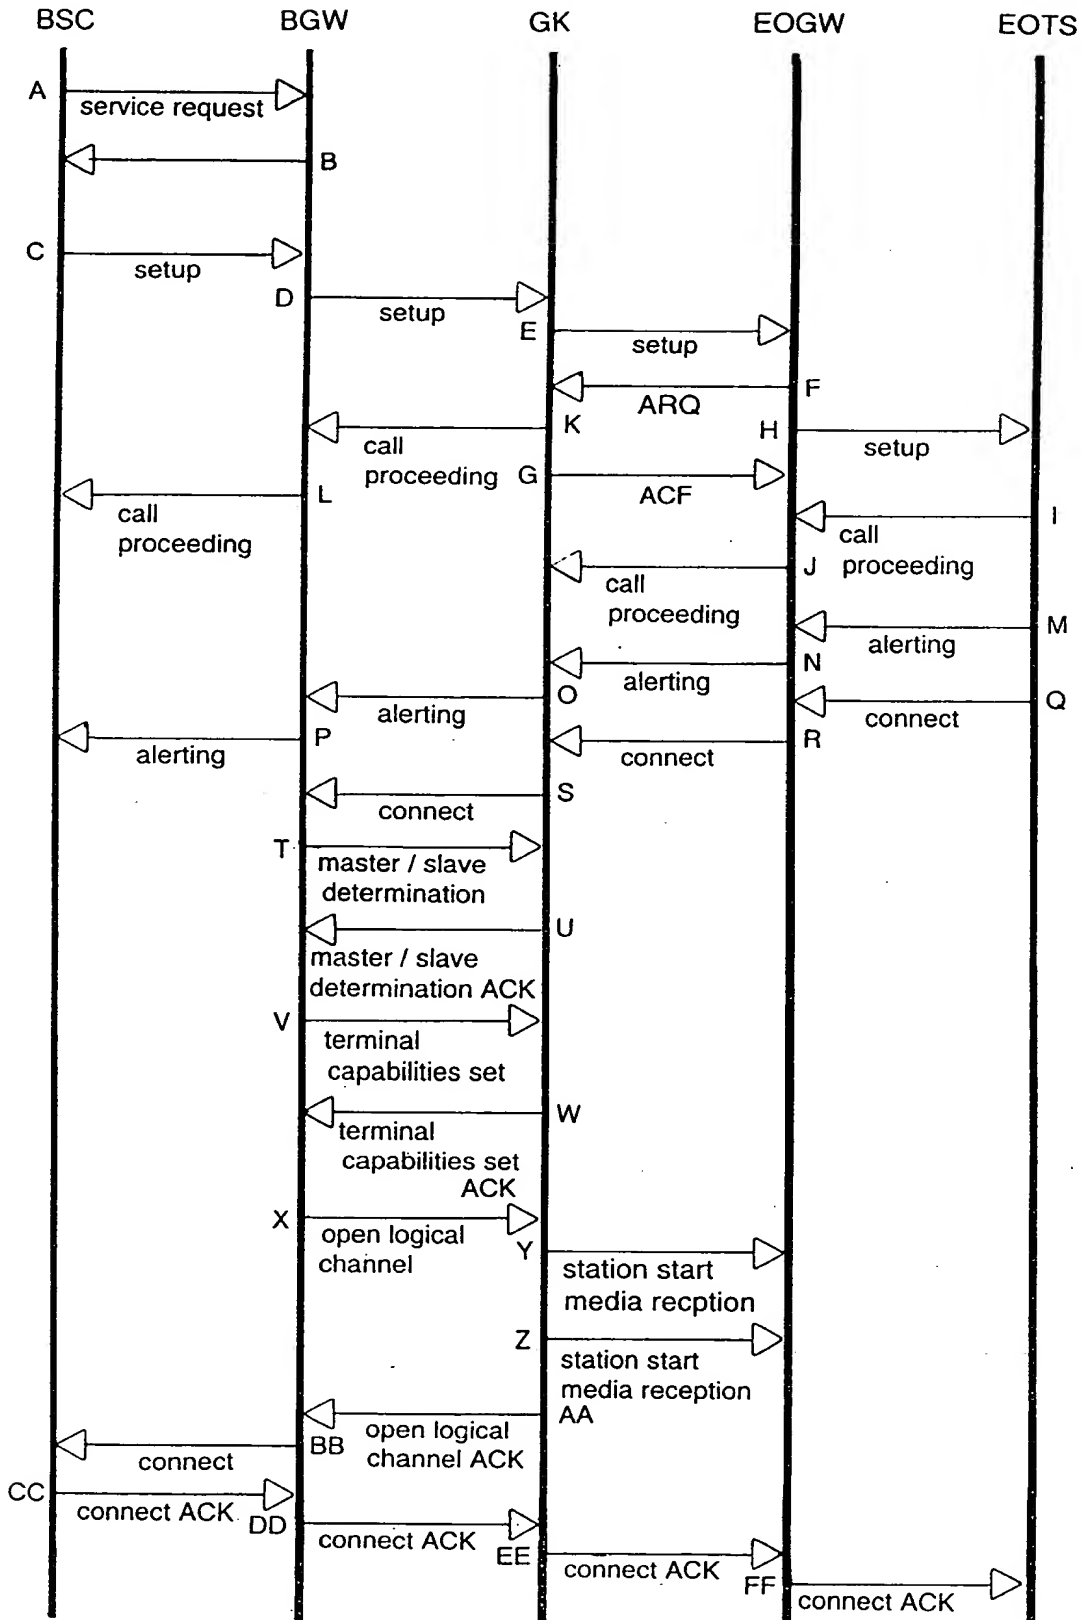 BSC BGW GK EOGW EOTS
A
service request
B
C
setup
D
setup
E
setup
F
ARQ
K
H
call
proceeding
setup
G
ACF
L
call
proceeding
I
call
proceeding
J
call
proceeding
M
alerting
N
alerting
O
alerting
Q
connect
P
alerting
R
connect
S
connect
T
master / slave
determination
U
master / slave
determination ACK
V
terminal
capabilities set
W
terminal
capabilities set
ACK
X
open logical
channel
Y
station start
media recption
Z
station start
media reception
AA
open logical
channel ACK
BB
connect
CC
connect ACK
DD
connect ACK
EE
connect ACK
FF
connect ACK